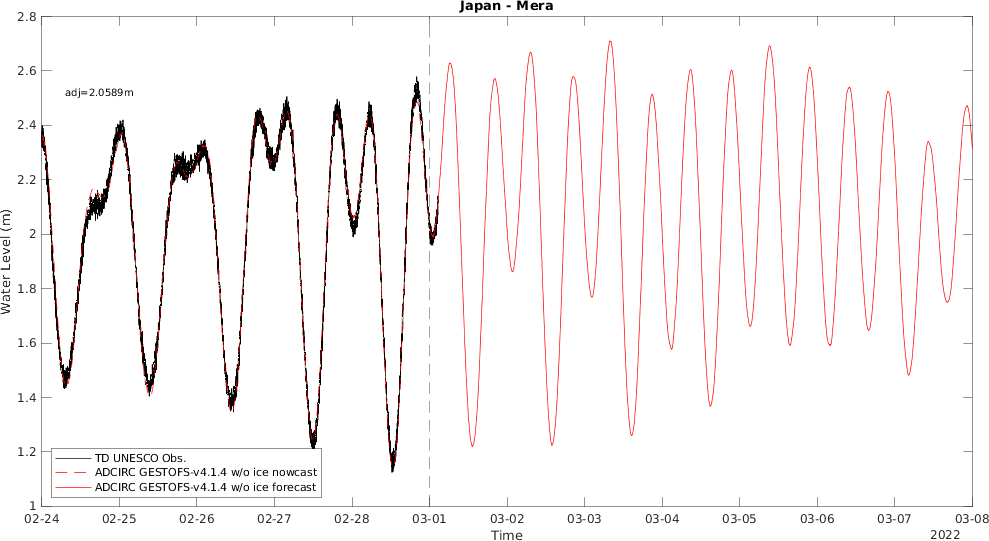 Japan - Mera
2.8
2.6
2.4
2.2
2
1.8
1.6
1.4
1.2
1
Water Level (m)
adj=2.0589m
TD UNESCO Obs.
ADCIRC GESTOFS-v4.1.4 w/o ice nowcast
ADCIRC GESTOFS-v4.1.4 w/o ice forecast
02-24 02-25 02-26 02-27 02-28 03-01 03-02 03-03 03-04 03-05 03-06 03-07 03-08
Time
2022